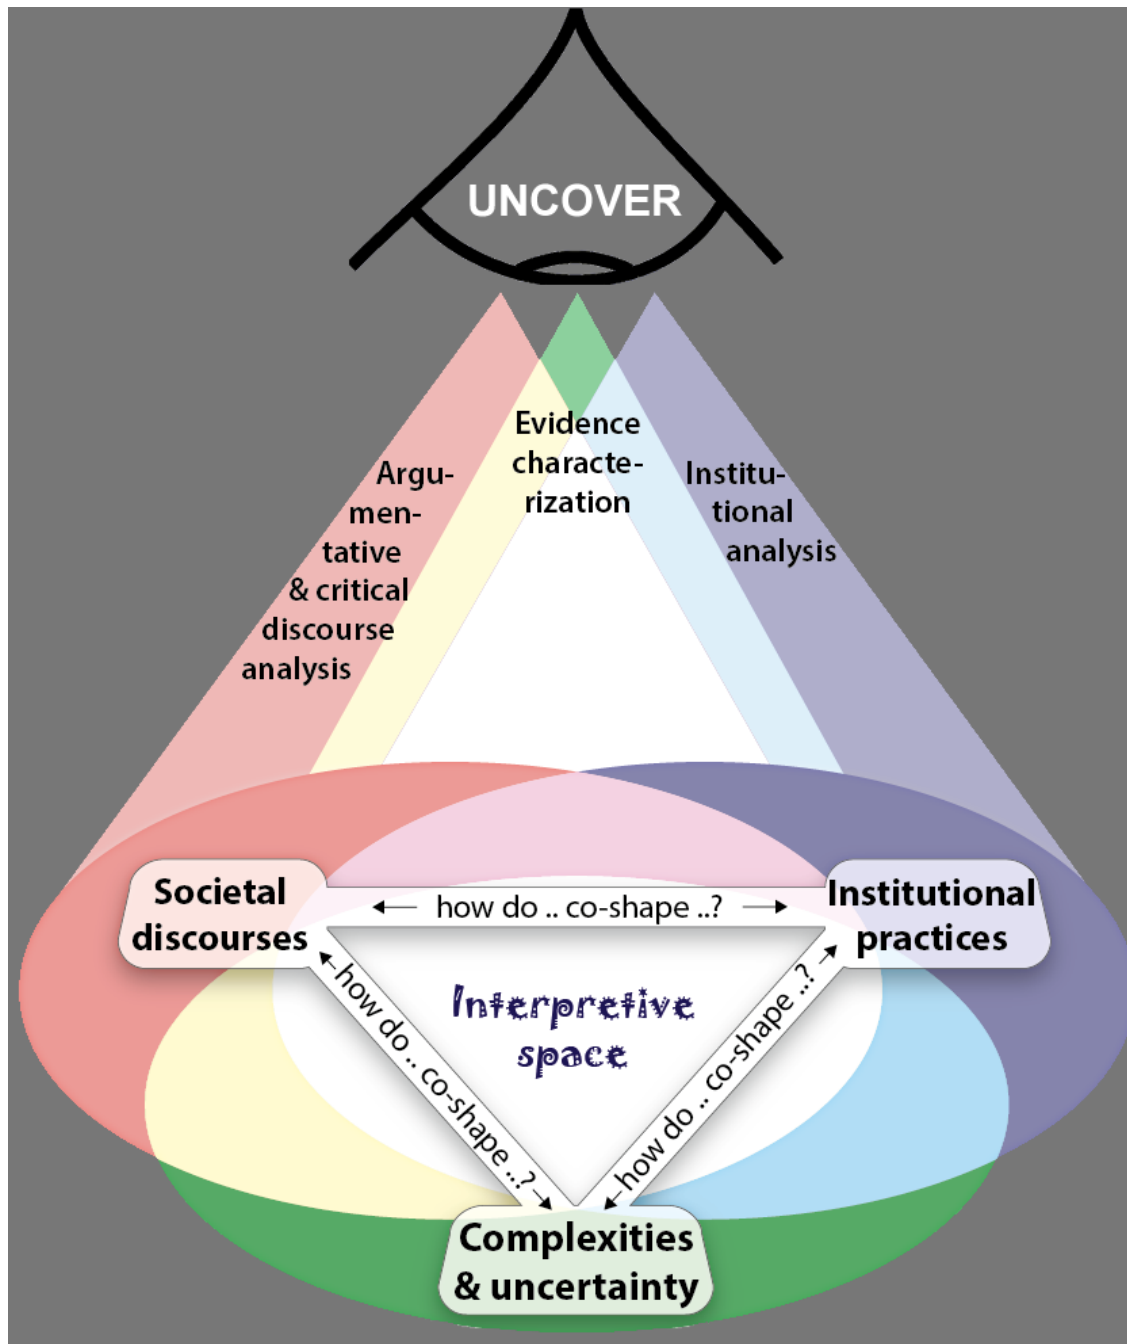 UNCOVER
Argu-
men-
tative
& critical
discourse
analysis
Evidence
characte-
rization
Institu-
tional
analysis
Societal
discourses
how do .. co-shape ..?
Institutional
practices
how do .. co-shape ..?
Interpretive
space
how do .. co-shape ..?
Complexities
& uncertainty